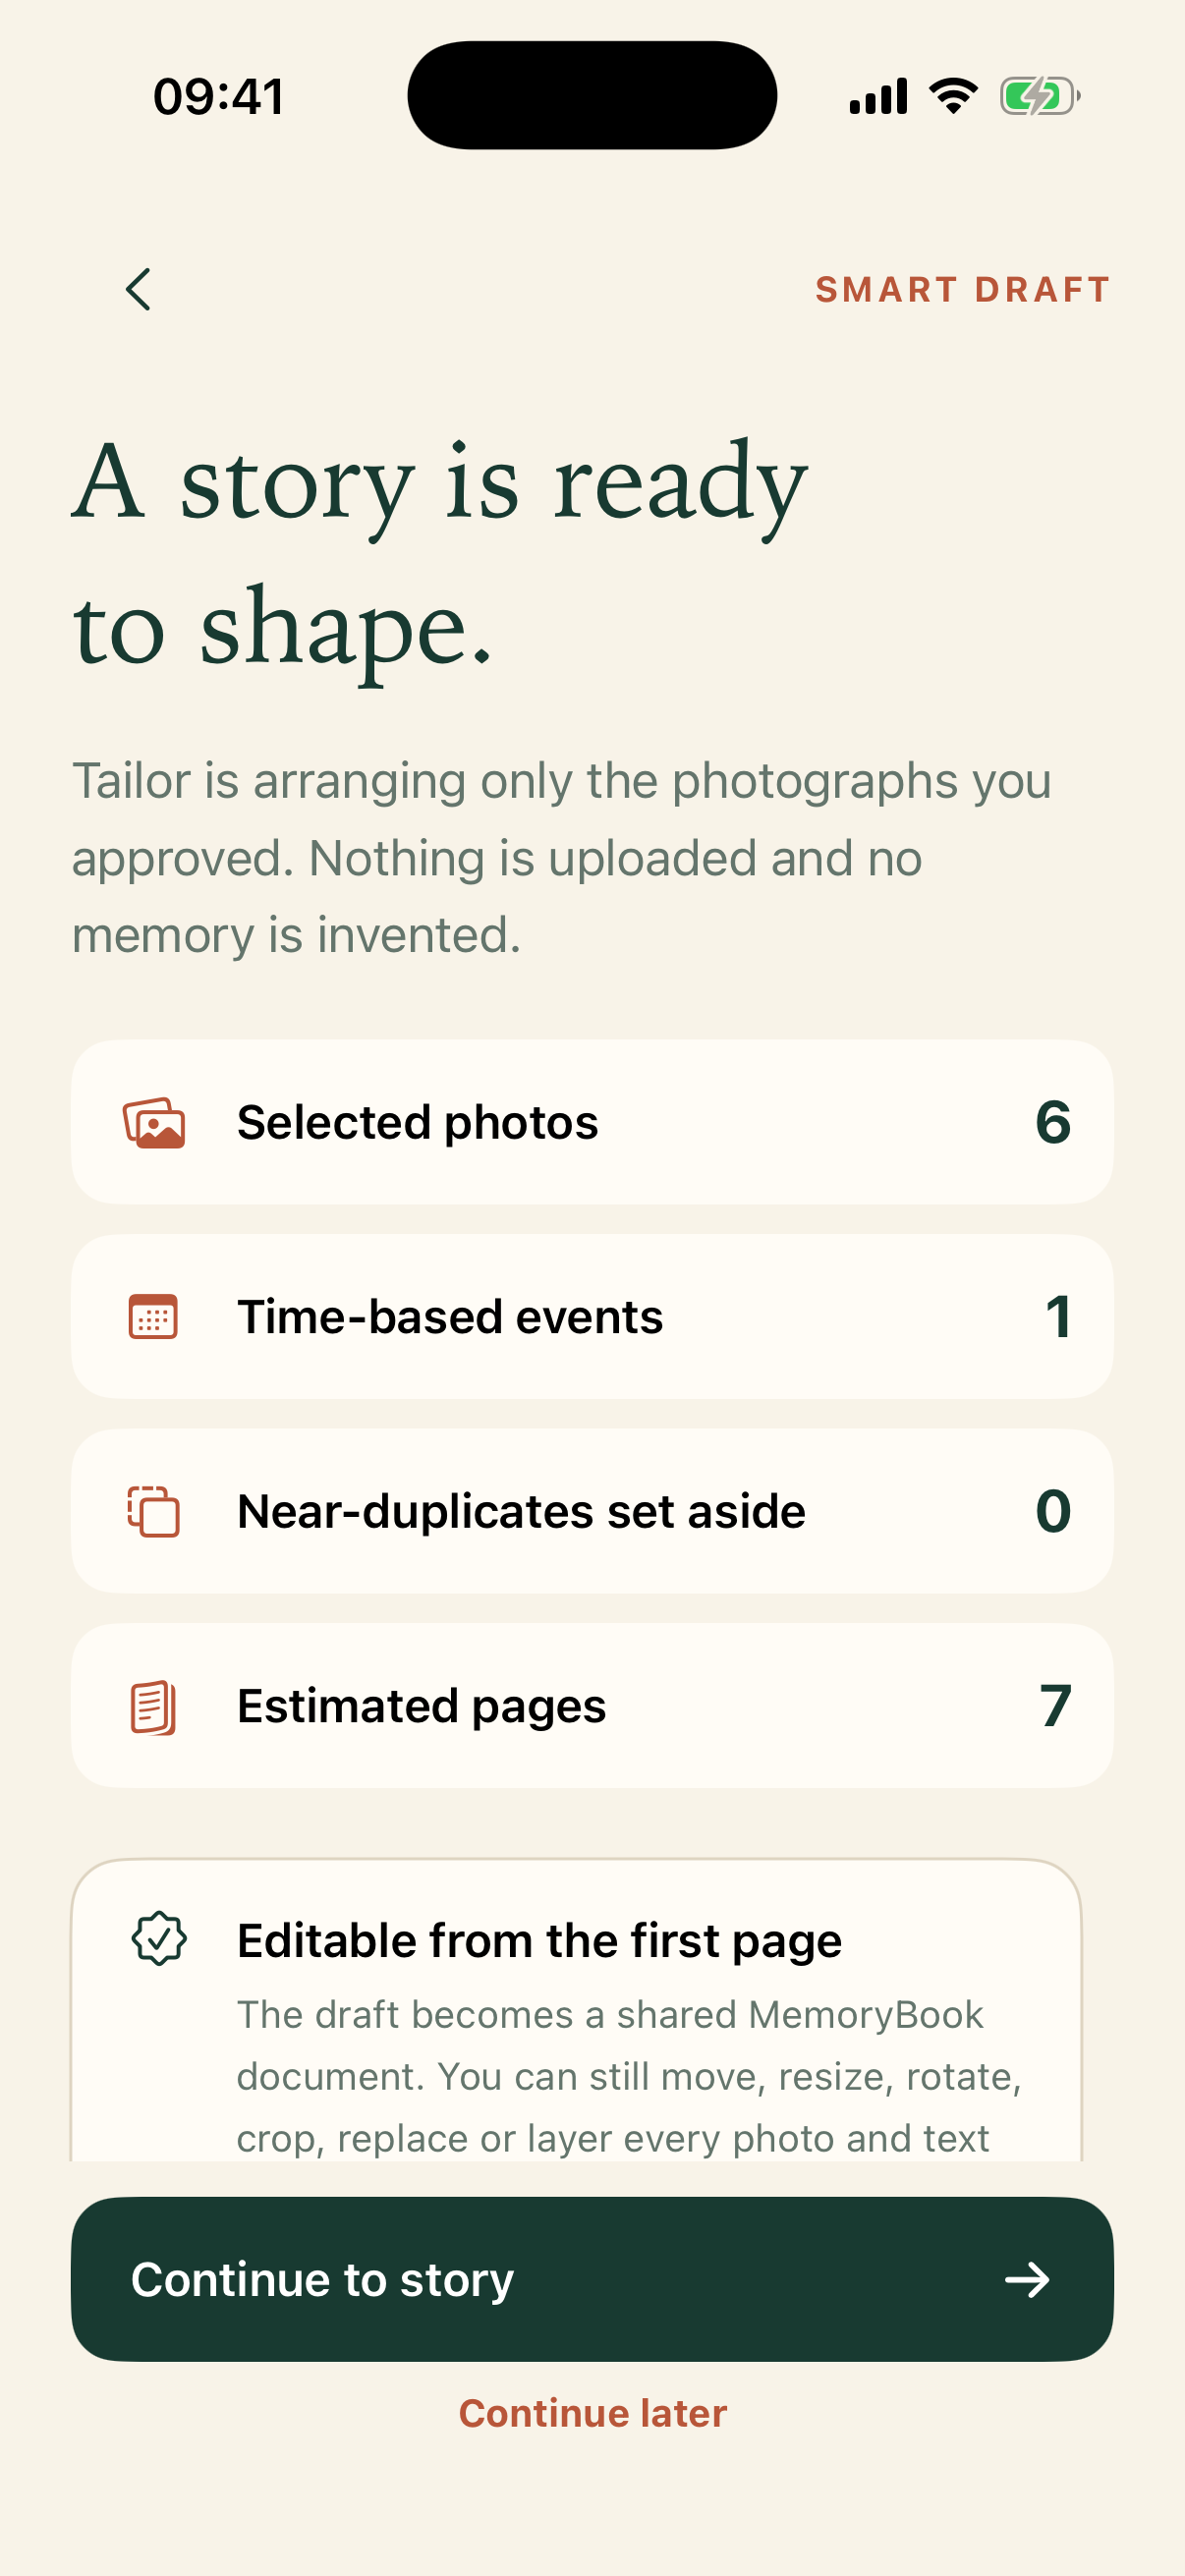 09:41
SMART DRAFT
A story is ready
to shape.
Tailor is arranging only the photographs you
approved. Nothing is uploaded and no
memory is invented.
Selected photos 6
Time-based events 1
Near-duplicates set aside 0
Estimated pages 7
Editable from the first page
The draft becomes a shared MemoryBook
document. You can still move, resize, rotate,
crop, replace or layer every photo and text
Continue to story
Continue later